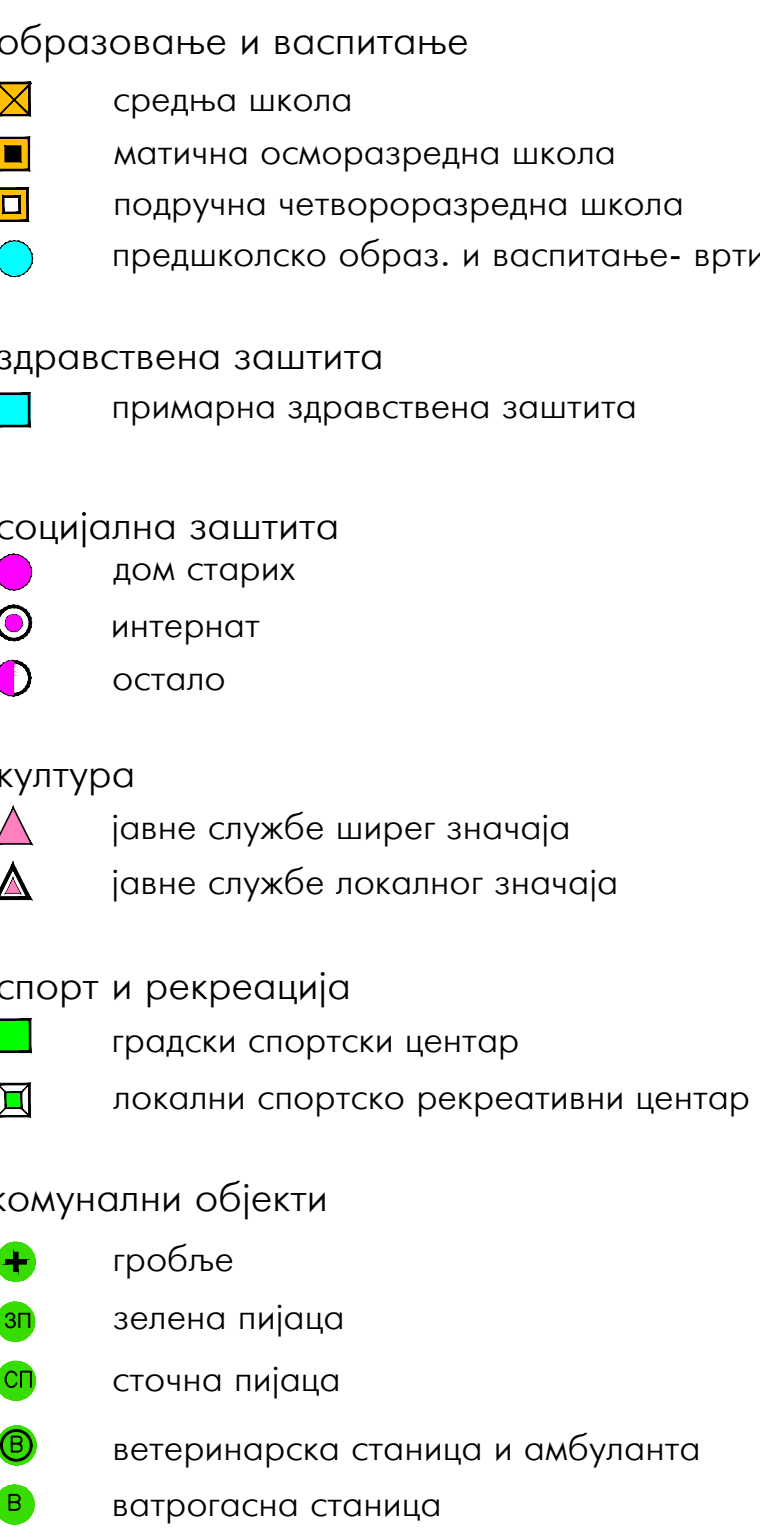 образовање и васпитање
средња школа
матична осморазредна школа
подручна четвороразредна школа
предшколско образ. и васпитање- врти
здравствена заштита
примарна здравствена заштита
социјална заштита
дом старих
интернат
остало
култура
јавне службе ширег значаја
јавне службе локалног значаја
спорт и рекреација
градски спортски центар
локални спортско рекреативни центар
комунални објекти
гробље
ЗП зелена пијаца
СП сточна пијаца
В ветеринарска станица и амбуланта
В ватрогасна станица